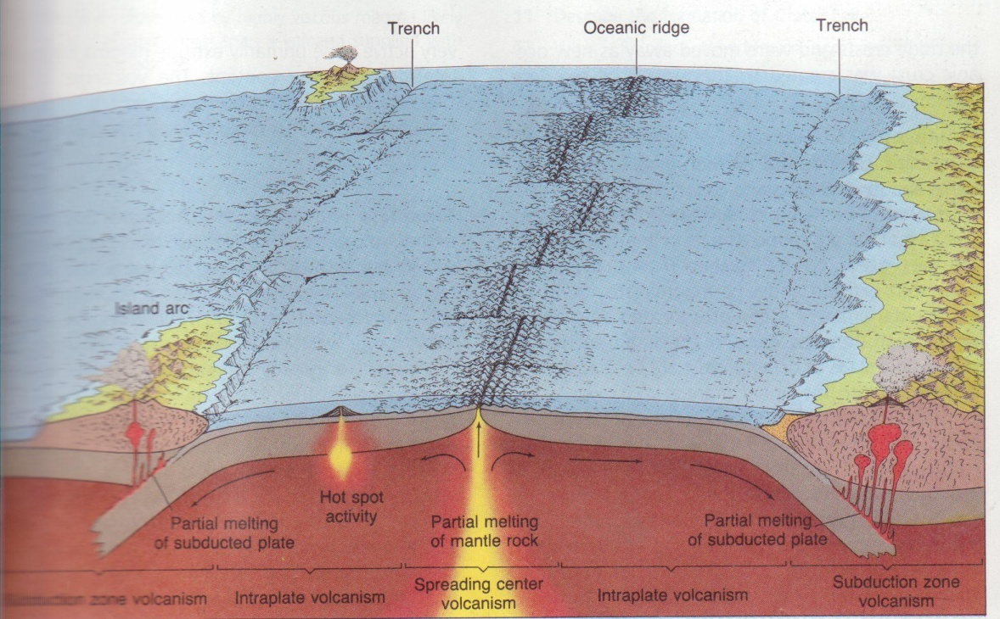 Trench
Oceanic ridge
Trench
Island arc
Hot spot
activity
Partial melting
of subducted plate
Partial melting
of mantle rock
Partial melting
of subducted plate
zone volcanism
Intraplate volcanism
Spreading center
volcanism
Intraplate volcanism
Subduction zone
volcanism